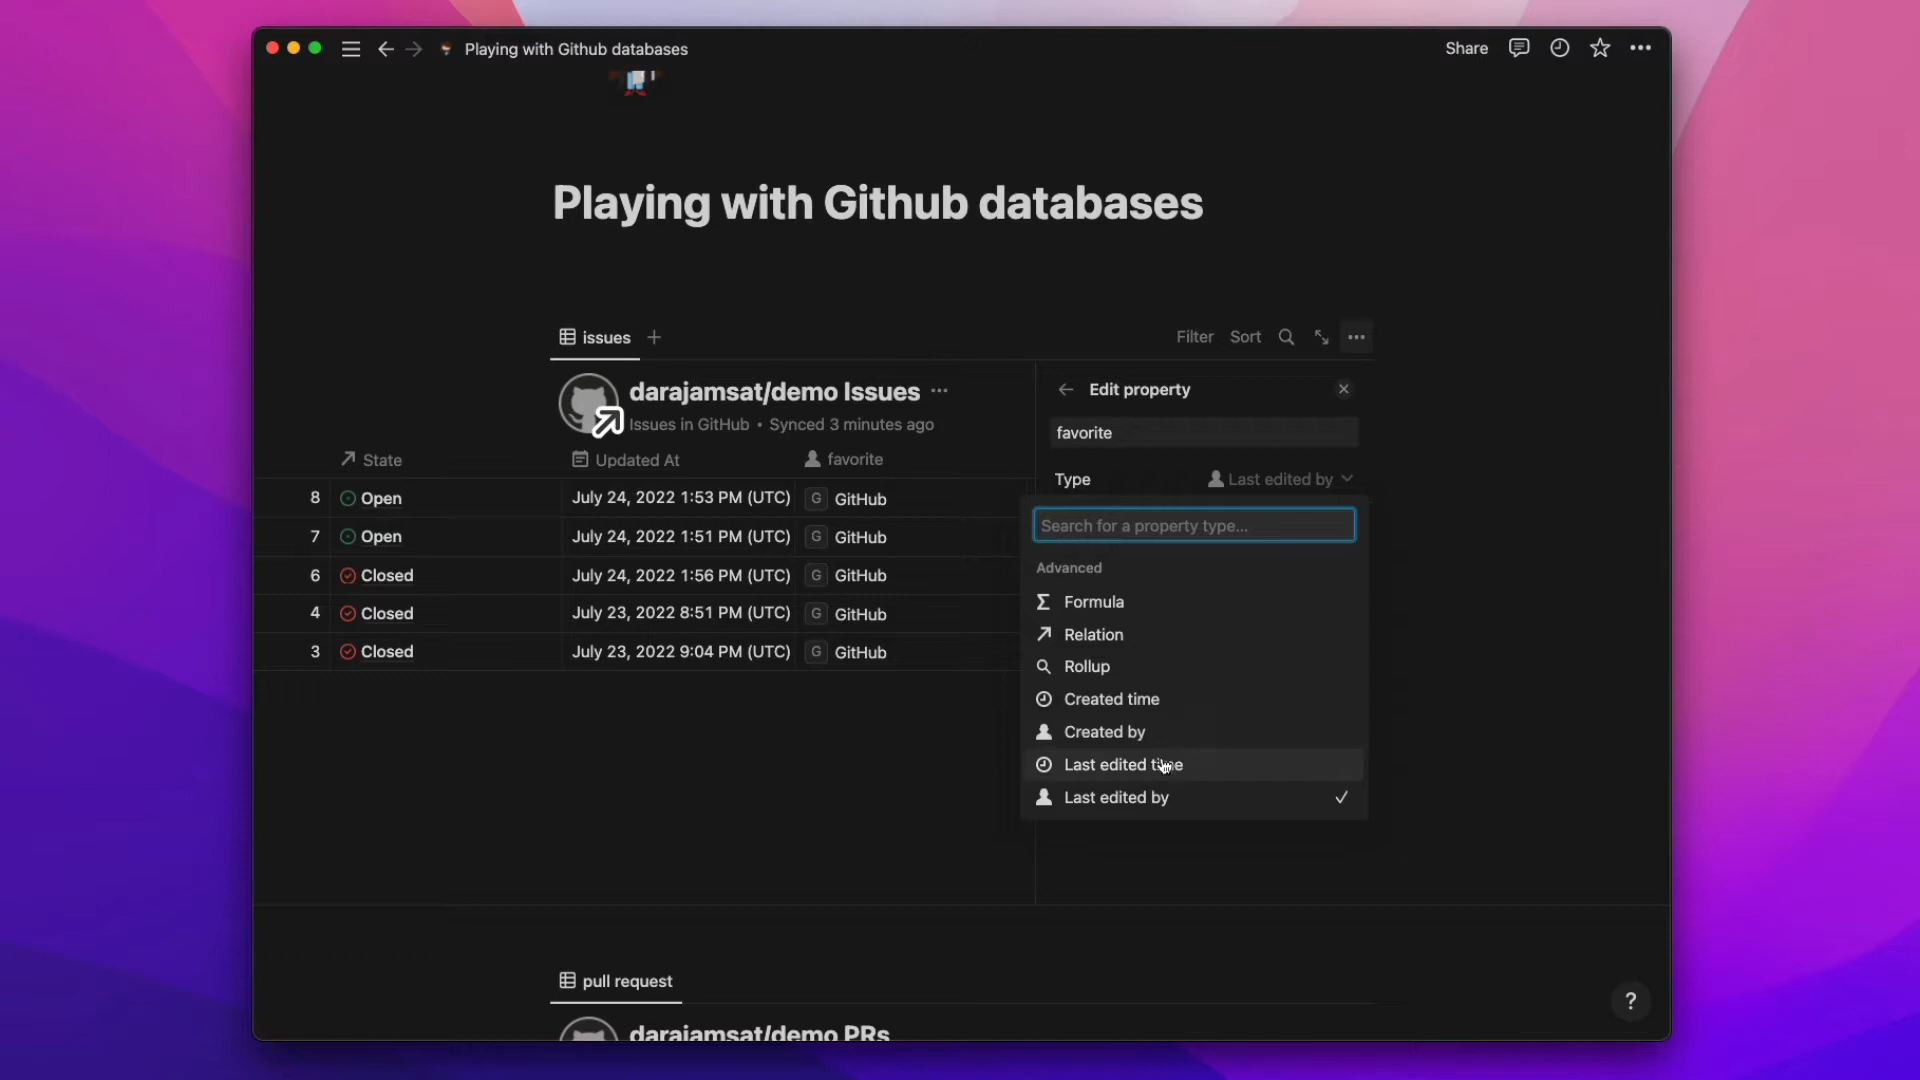 Playing with Github databases
Share
Playing with Github databases
issues
Filter Sort
darajamsat/demo Issues
Issues in GitHub • Synced 3 minutes ago
Edit property
favorite
Type Last edited by
State Updated At favorite
8 Open July 24, 2022 1:53 PM (UTC) G GitHub
7 Open July 24, 2022 1:51 PM (UTC) G GitHub
6 Closed July 24, 2022 1:56 PM (UTC) G GitHub
4 Closed July 23, 2022 8:51 PM (UTC) G GitHub
3 Closed July 23, 2022 9:04 PM (UTC) G GitHub
Search for a property type...
Advanced
Formula
Relation
Rollup
Created time
Created by
Last edited time
Last edited by
pull request
darajamsat/demo PRs
?